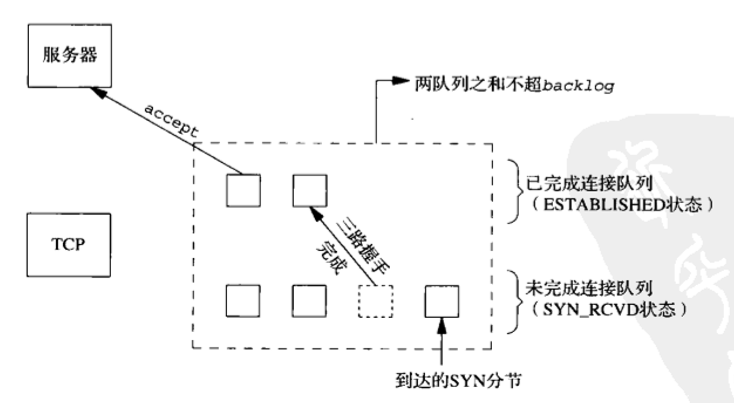 服务器
两队列之和不超backlog
accept
已完成连接队列
（ESTABLISHED状态）
TCP
三路握手
完成
未完成连接队列
（SYN_RCVD状态）
到达的SYN分节